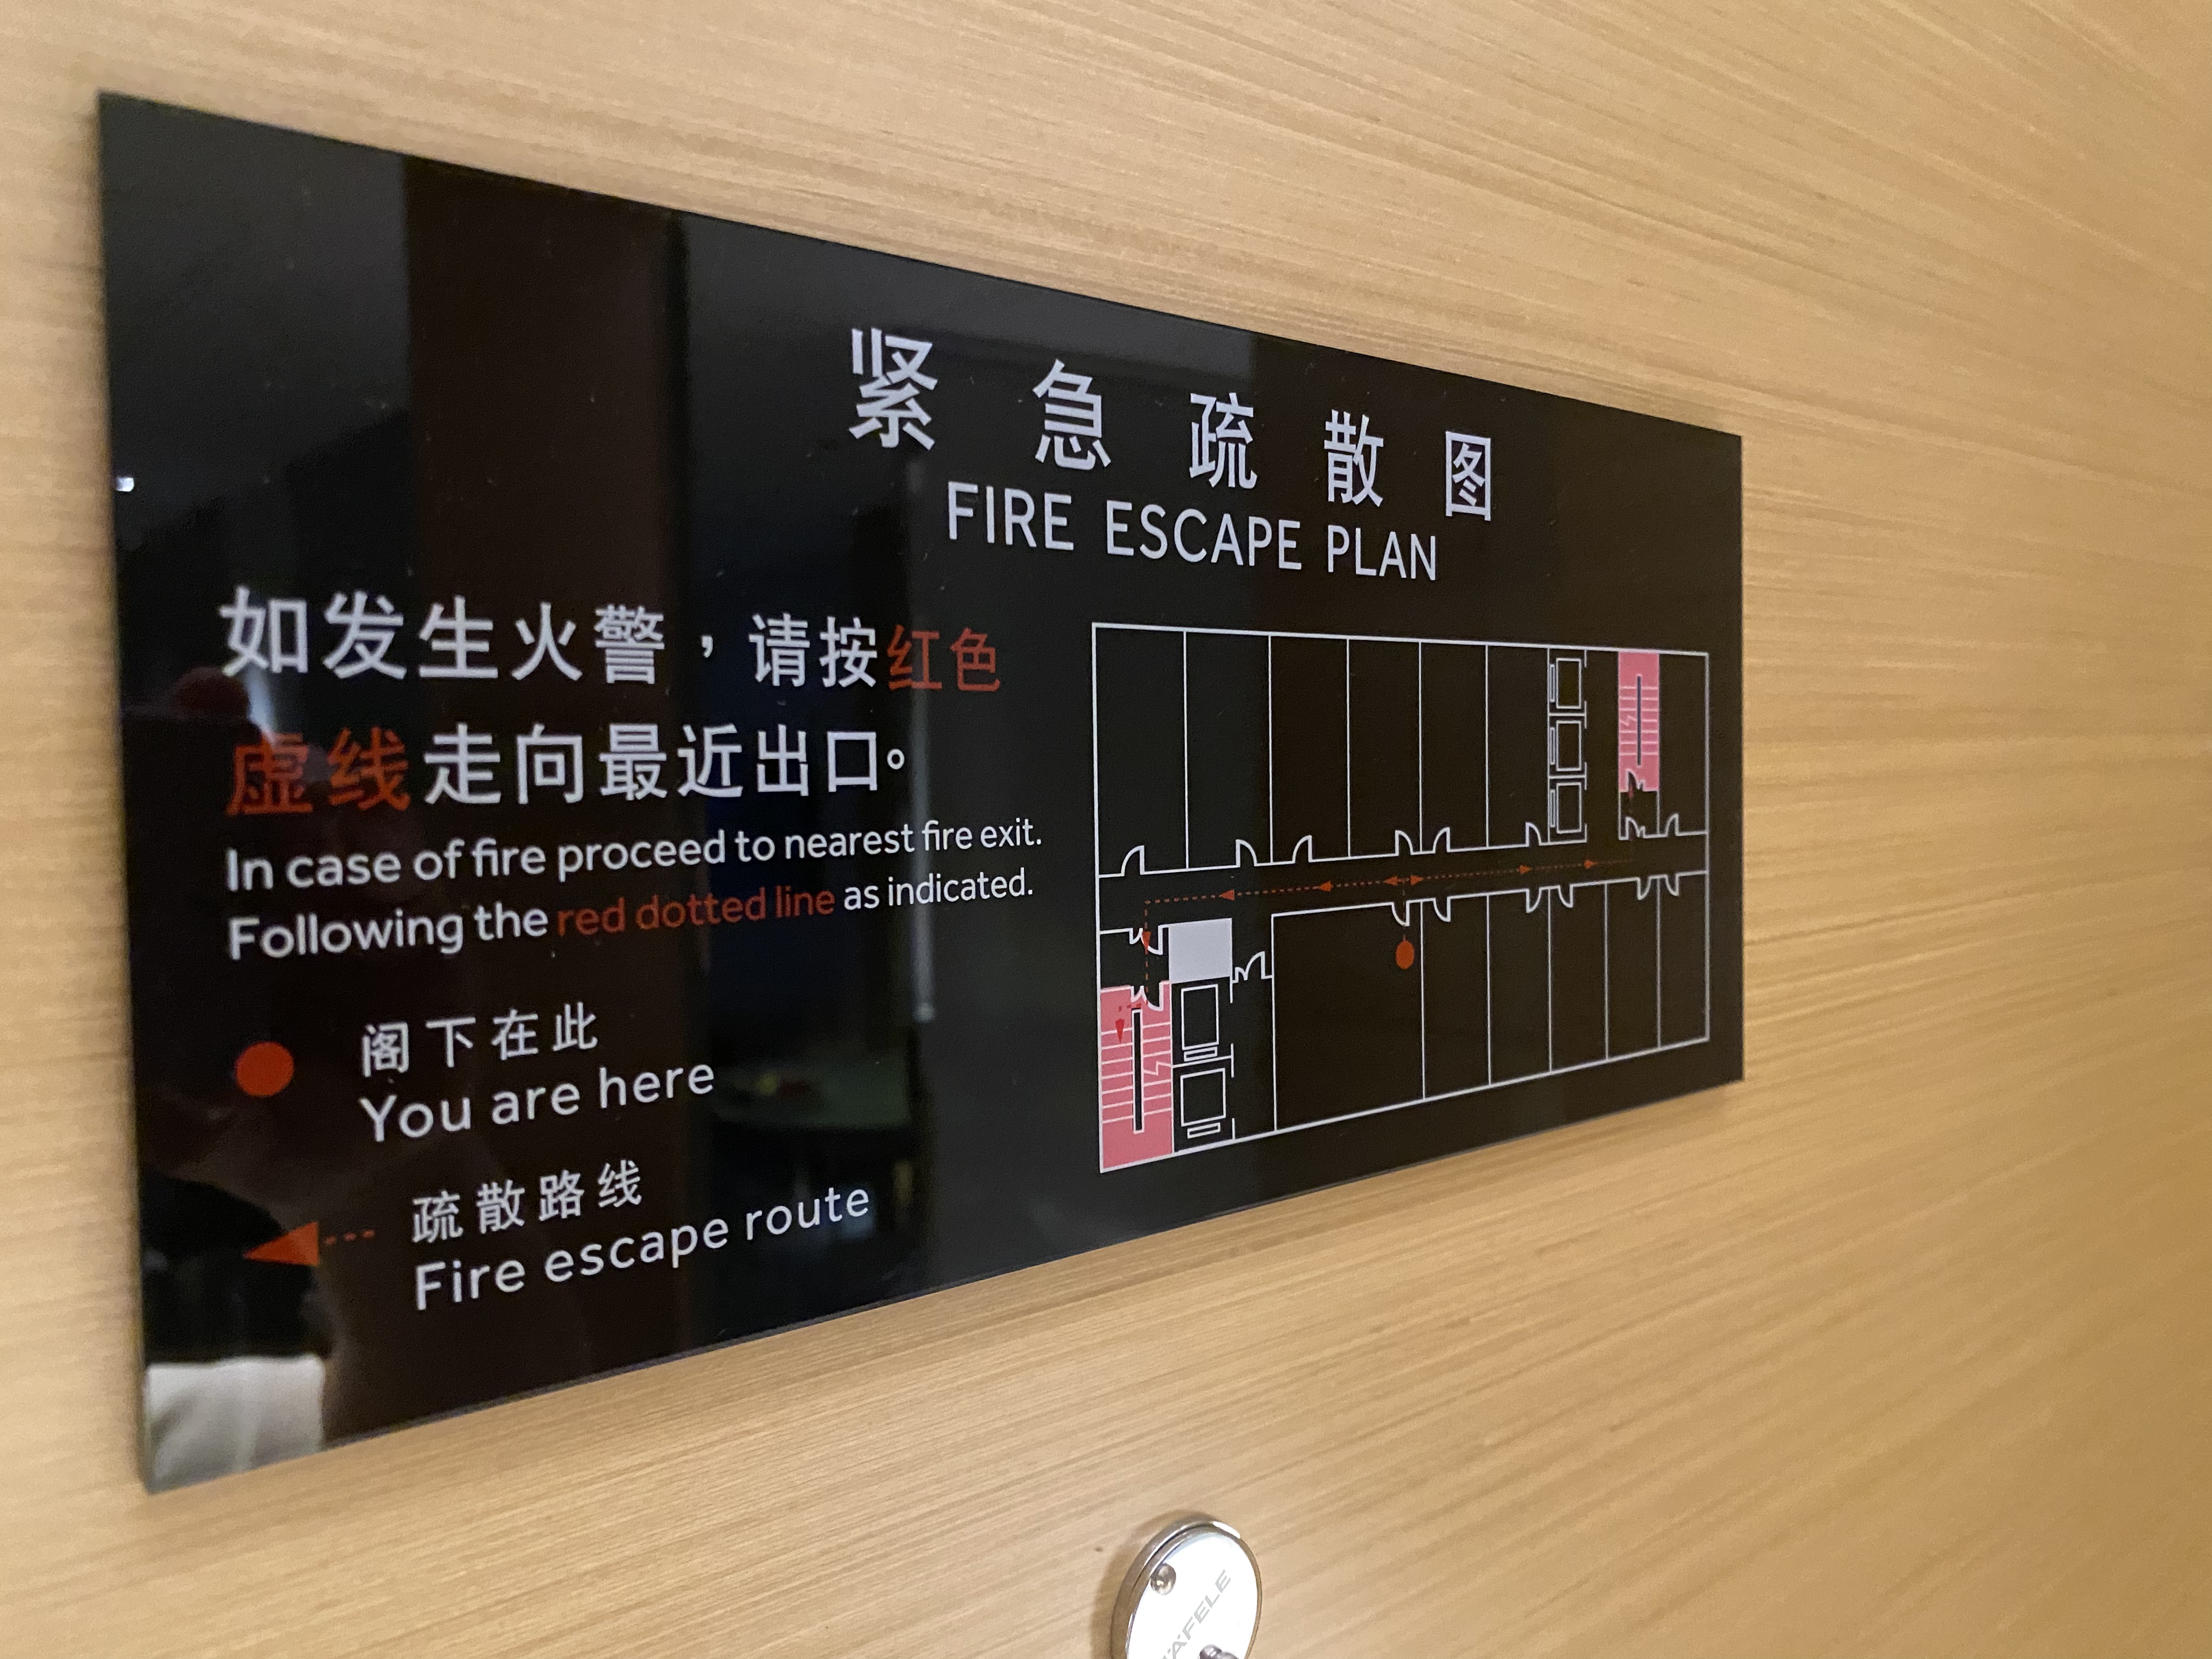 紧急疏散图
FIRE ESCAPE PLAN
如发生火警，请按红色
虚线走向最近出口。
In case of fire proceed to nearest fire exit.
Following the red dotted line as indicated.
阁下在此
You are here
疏散路线
Fire escape route